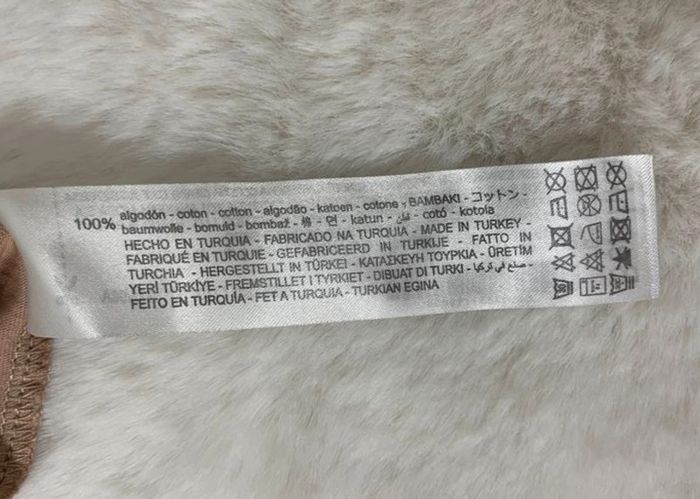 100% algodón - coton - cotton - algodão - katoen - cotone - ΒΑΜΒΑΚΙ - コットン -
baumwolle - bomuld - bombaž - 棉 - 면 - katun - قطن - cotó - kotola
HECHO EN TURQUIA - FABRICADO NA TURQUIA - MADE IN TURKEY -
FABRIQUÉ EN TURQUIE - GEFABRICEERD IN TURKIJE - FATTO IN
TURCHIA - HERGESTELLT IN TÜRKEI - ΚΑΤΑΣΚΕΥΗ ΤΟΥΡΚΙΑ - ÜRETİM
YERİ TÜRKİYE - FREMSTILLET I TYRKIET - DIBUAT DI TURKI - صنع في تركيا -
FEITO EN TURQUÍA - FET A TURQUIA - TURKIAN EGINA